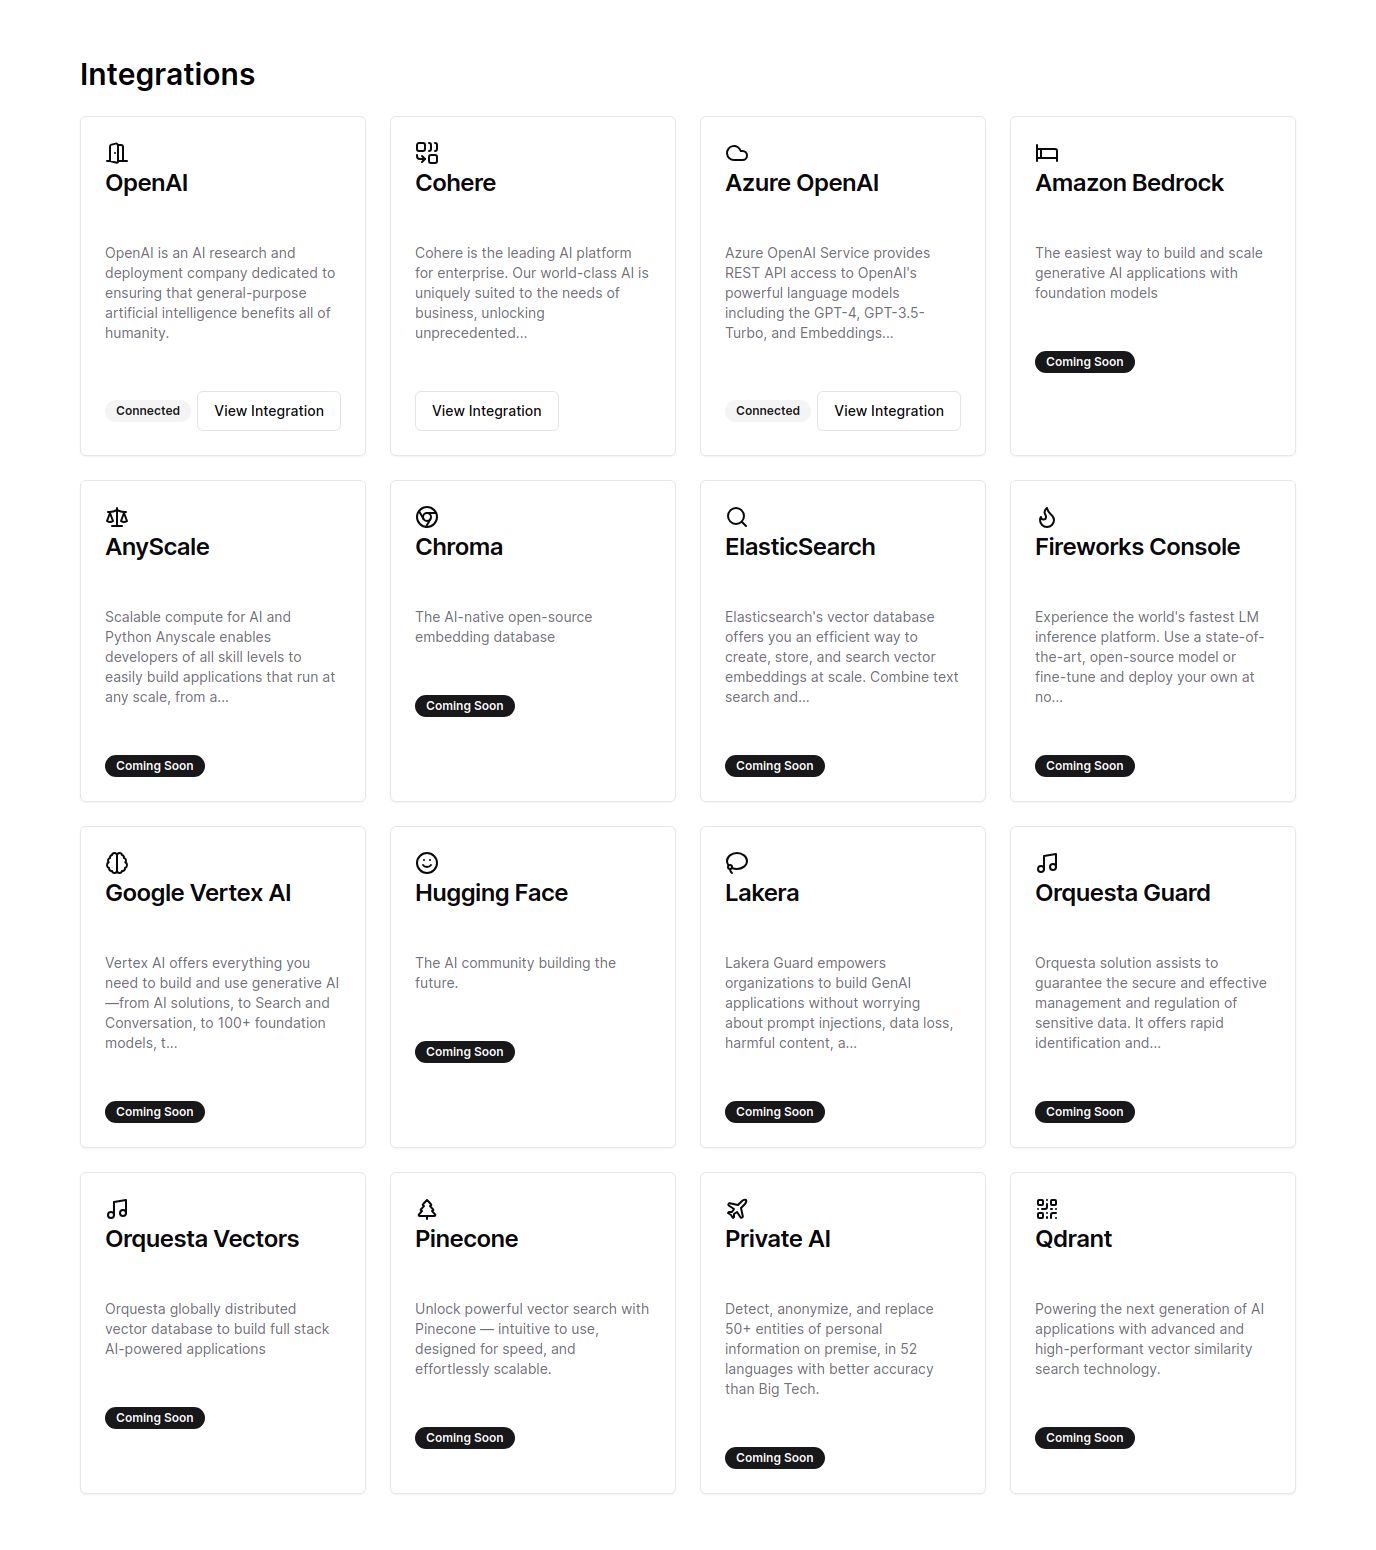 Integrations
OpenAI
OpenAI is an AI research and
deployment company dedicated to
ensuring that general-purpose
artificial intelligence benefits all of
humanity.
Connected
View Integration
Cohere
Cohere is the leading AI platform
for enterprise. Our world-class AI is
uniquely suited to the needs of
business, unlocking
unprecedented...
View Integration
Azure OpenAI
Azure OpenAI Service provides
REST API access to OpenAI's
powerful language models
including the GPT-4, GPT-3.5-
Turbo, and Embeddings...
Connected
View Integration
Amazon Bedrock
The easiest way to build and scale
generative AI applications with
foundation models
Coming Soon
AnyScale
Scalable compute for AI and
Python Anyscale enables
developers of all skill levels to
easily build applications that run at
any scale, from a...
Coming Soon
Chroma
The AI-native open-source
embedding database
Coming Soon
ElasticSearch
Elasticsearch's vector database
offers you an efficient way to
create, store, and search vector
embeddings at scale. Combine text
search and...
Coming Soon
Fireworks Console
Experience the world's fastest LM
inference platform. Use a state-of-
the-art, open-source model or
fine-tune and deploy your own at
no...
Coming Soon
Google Vertex AI
Vertex AI offers everything you
need to build and use generative AI
—from AI solutions, to Search and
Conversation, to 100+ foundation
models, t...
Coming Soon
Hugging Face
The AI community building the
future.
Coming Soon
Lakera
Lakera Guard empowers
organizations to build GenAI
applications without worrying
about prompt injections, data loss,
harmful content, a...
Coming Soon
Orquesta Guard
Orquesta solution assists to
guarantee the secure and effective
management and regulation of
sensitive data. It offers rapid
identification and...
Coming Soon
Orquesta Vectors
Orquesta globally distributed
vector database to build full stack
AI-powered applications
Coming Soon
Pinecone
Unlock powerful vector search with
Pinecone — intuitive to use,
designed for speed, and
effortlessly scalable.
Coming Soon
Private AI
Detect, anonymize, and replace
50+ entities of personal
information on premise, in 52
languages with better accuracy
than Big Tech.
Coming Soon
Qdrant
Powering the next generation of AI
applications with advanced and
high-performant vector similarity
search technology.
Coming Soon